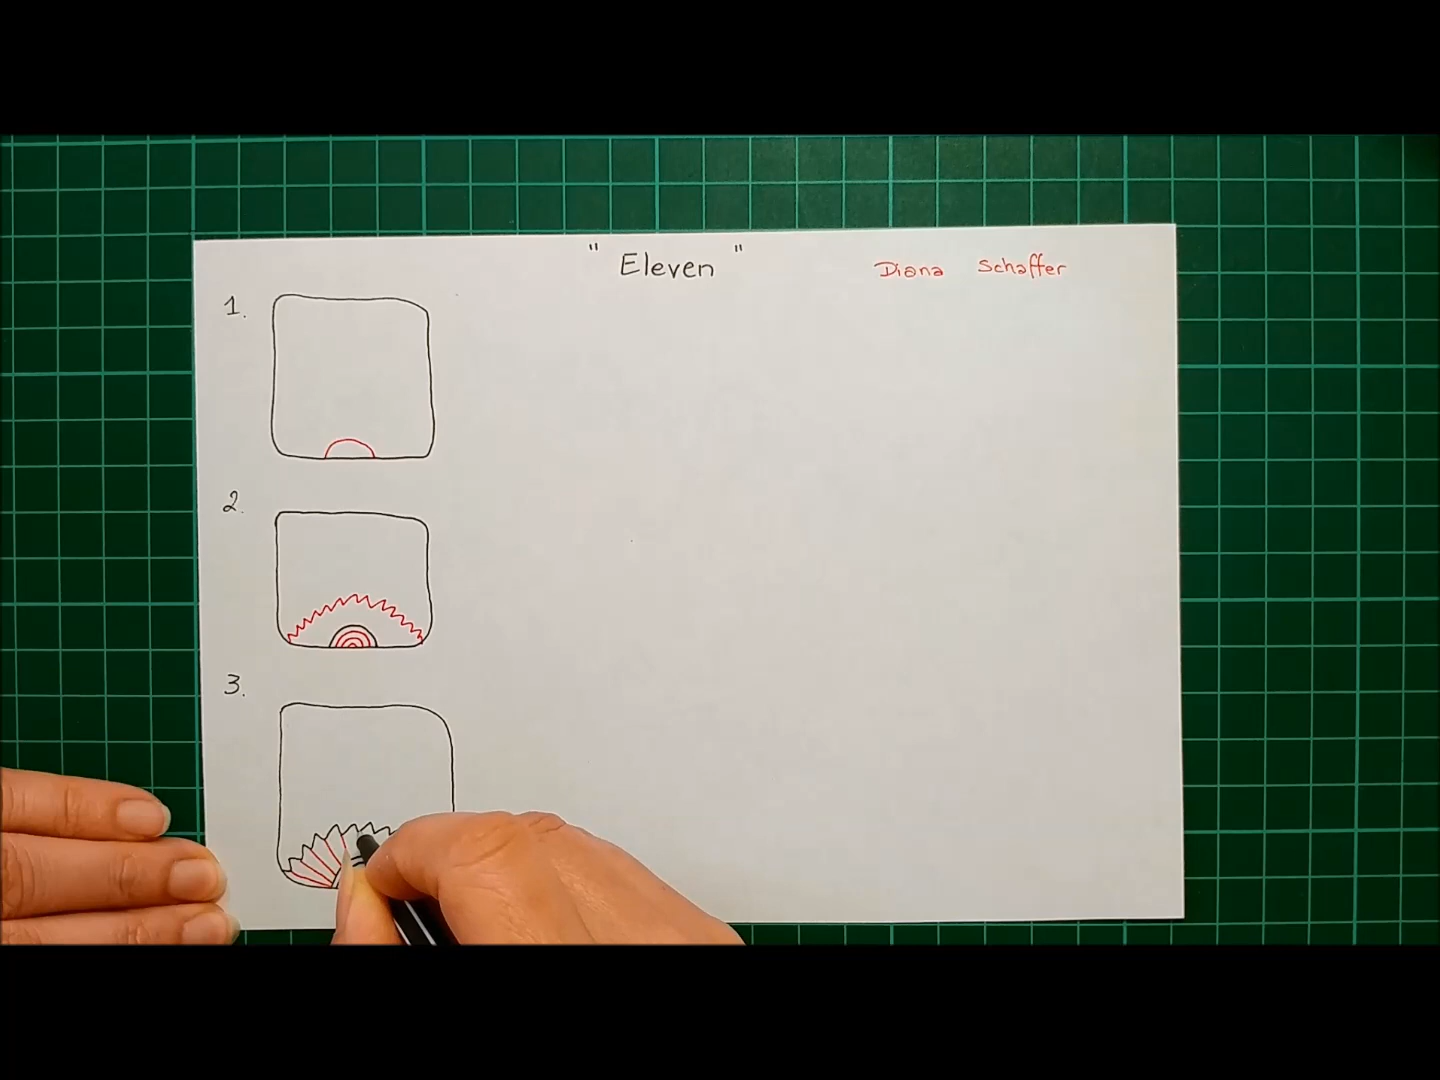 " Eleven "
Diana Schaffer
1.
2.
3.